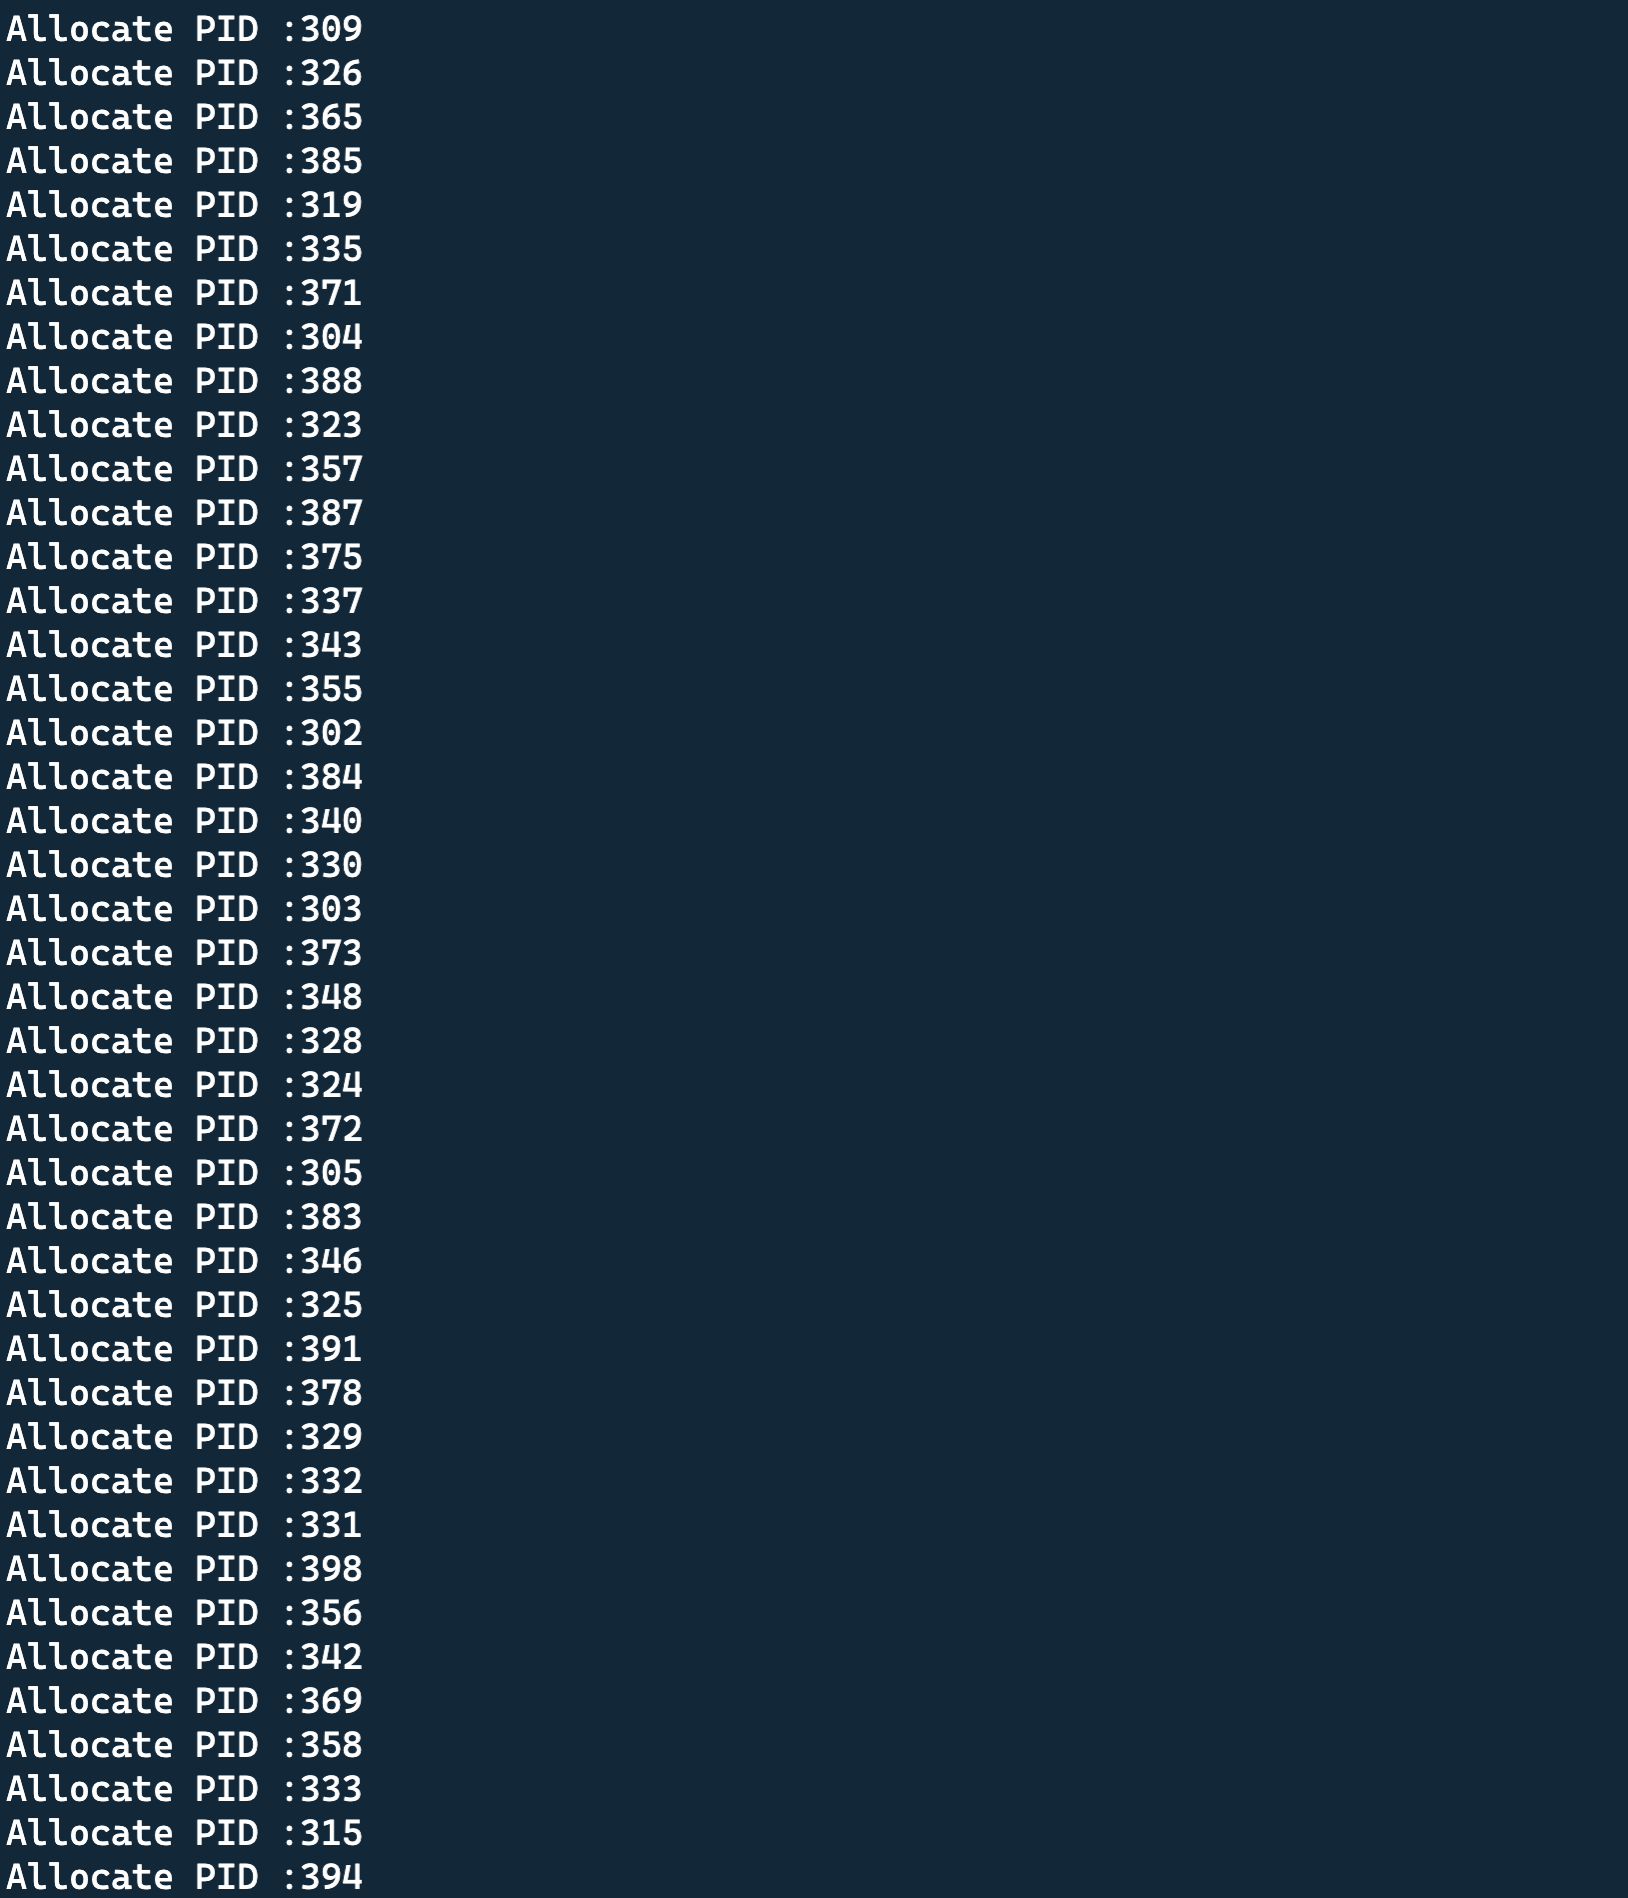 Allocate PID :309
Allocate PID :326
Allocate PID :365
Allocate PID :385
Allocate PID :319
Allocate PID :335
Allocate PID :371
Allocate PID :304
Allocate PID :388
Allocate PID :323
Allocate PID :357
Allocate PID :387
Allocate PID :375
Allocate PID :337
Allocate PID :343
Allocate PID :355
Allocate PID :302
Allocate PID :384
Allocate PID :340
Allocate PID :330
Allocate PID :303
Allocate PID :373
Allocate PID :348
Allocate PID :328
Allocate PID :324
Allocate PID :372
Allocate PID :305
Allocate PID :383
Allocate PID :346
Allocate PID :325
Allocate PID :391
Allocate PID :378
Allocate PID :329
Allocate PID :332
Allocate PID :331
Allocate PID :398
Allocate PID :356
Allocate PID :342
Allocate PID :369
Allocate PID :358
Allocate PID :333
Allocate PID :315
Allocate PID :394